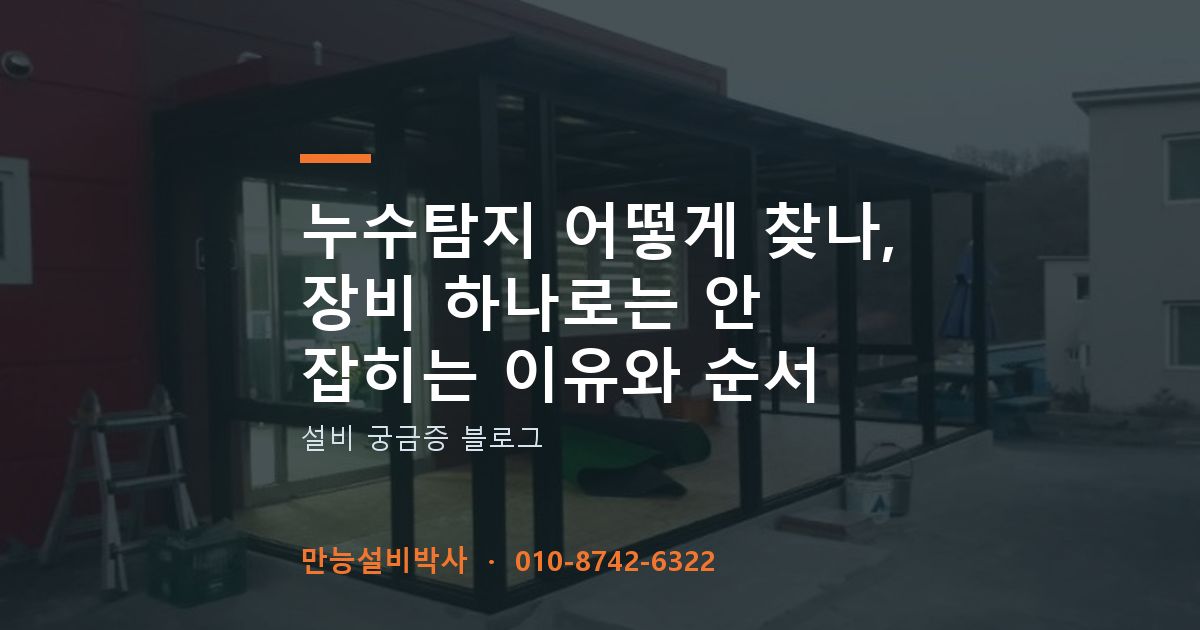 누수탐지 어떻게 찾나,
장비 하나로는 안
잡히는 이유와 순서
설비 궁금증 블로그
만능설비박사 · 010-8742-6322